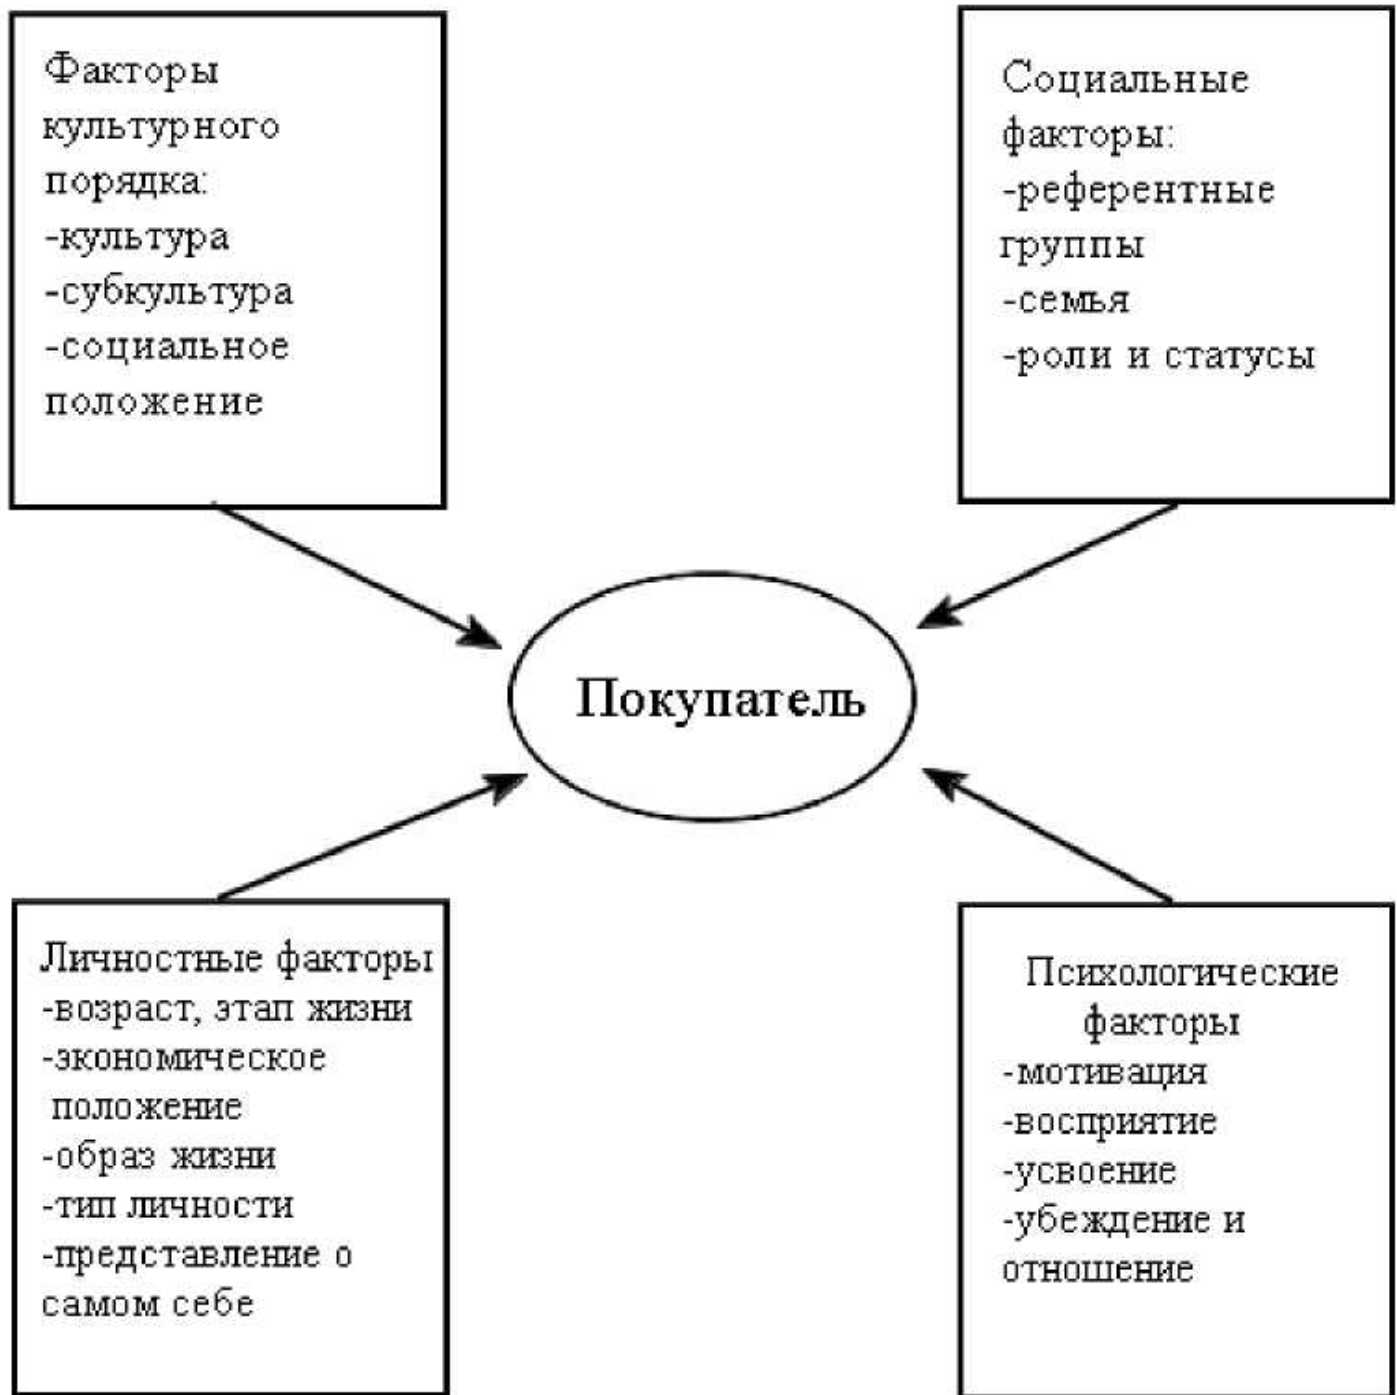 Факторы
культурного
порядка:
-культура
-субкультура
-социальное
положение
Социальные
факторы:
-референтные
группы
-семья
-роли и статусы
Покупатель
Личностные факторы
-возраст, этап жизни
-экономическое
положение
-образ жизни
-тип личности
-представление о
самом себе
Психологические
факторы
-мотивация
-восприятие
-усвоение
-убеждение и
отношение